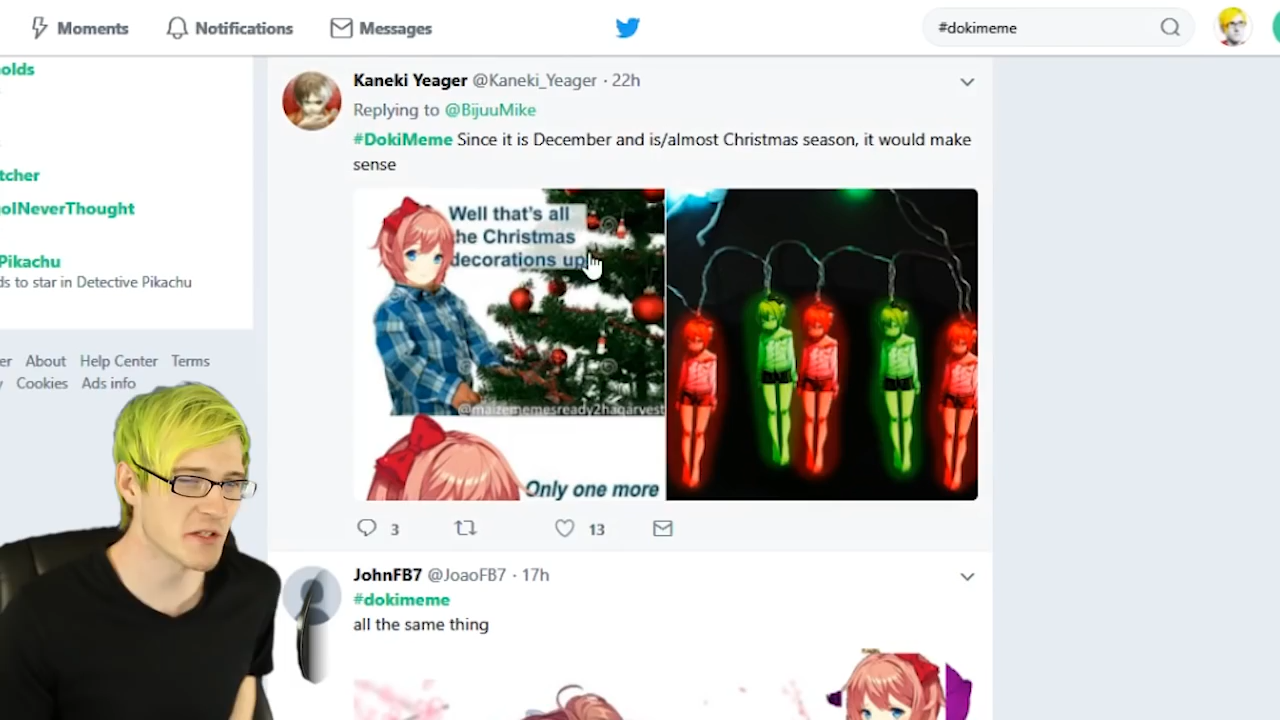 Moments
Notifications
Messages
#dokimeme
olds
tcher
oINeverThought
Pikachu
ds to star in Detective Pikachu
er About Help Center Terms
y Cookies Ads info
Kaneki Yeager @Kaneki_Yeager · 22h
Replying to @BijuuMike
#DokiMeme Since it is December and is/almost Christmas season, it would make
sense
Well that's all
the Christmas
decorations up
@maizememesready2haqarvest
Only one more
3
13
JohnFB7 @JoaoFB7 · 17h
#dokimeme
all the same thing